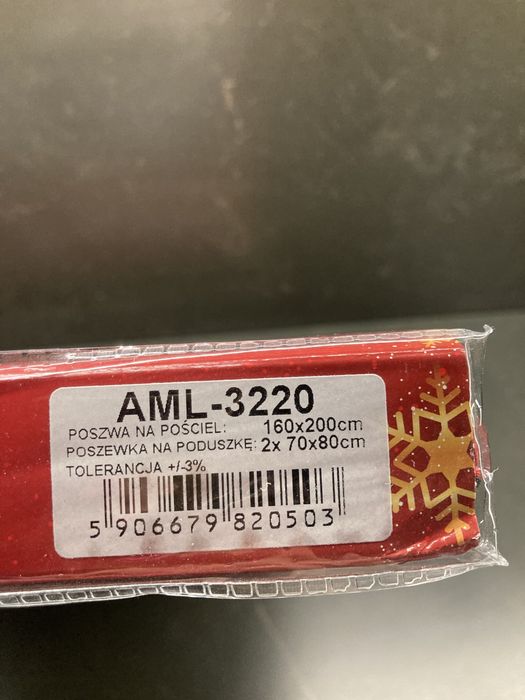 AML-3220
POSZWA NA POŚCIEL: 160x200cm
POSZEWKA NA PODUSZKĘ: 2x 70x80cm
TOLERANCJA +/-3%
5 906679 820503